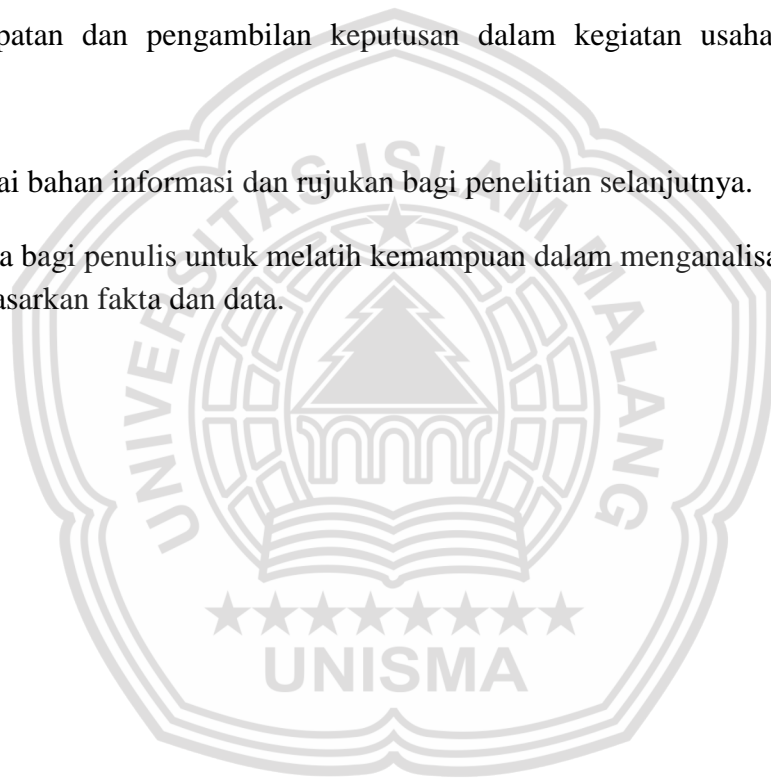 patan dan pengambilan keputusan dalam kegiatan usaha
ai bahan informasi dan rujukan bagi penelitian selanjutnya.
a bagi penulis untuk melatih kemampuan dalam menganalisa
asarkan fakta dan data.
UNIVERSITAS ISLAM MALANG
UNISMA